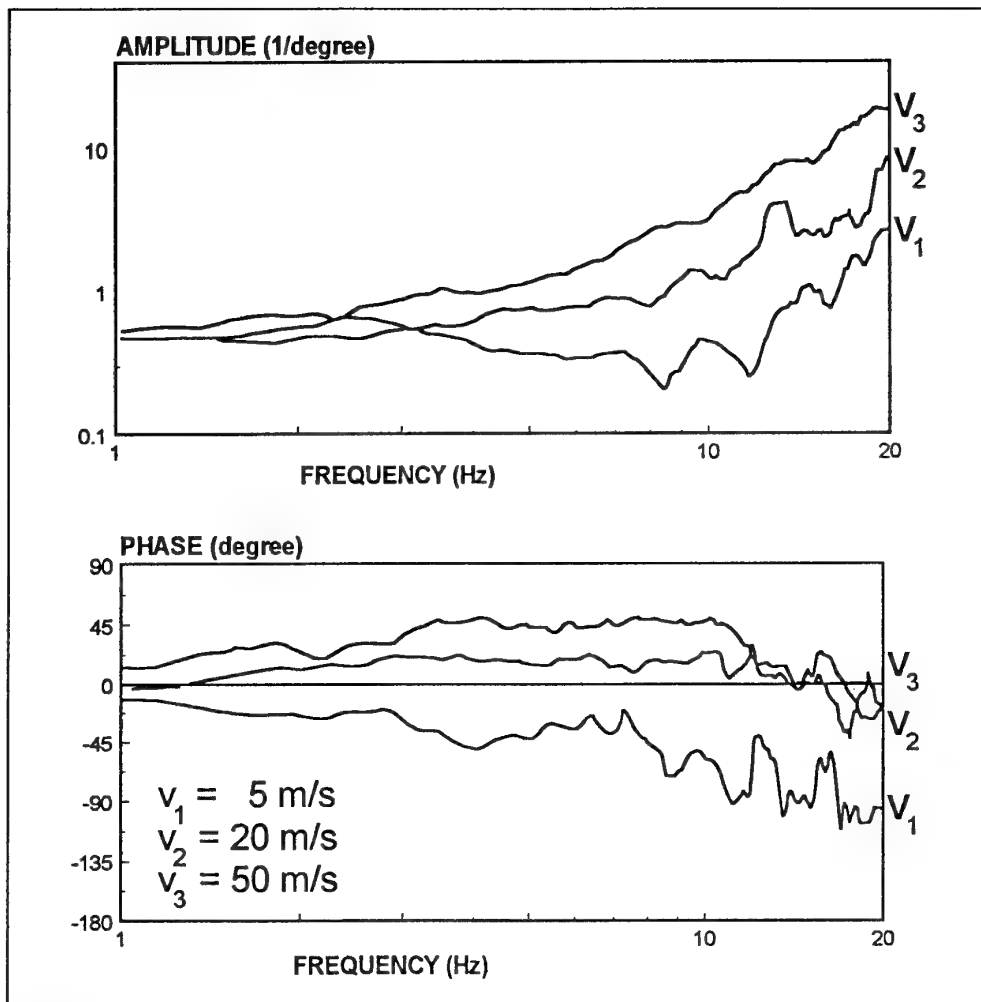 AMPLITUDE (1/degree)
10
1
0.1
1
10
20
V3
V2
V1
FREQUENCY (Hz)
PHASE (degree)
90
45
0
-45
-90
-135
-180
V3
V2
V1
v1 = 5 m/s
v2 = 20 m/s
v3 = 50 m/s
1
10
20
FREQUENCY (Hz)